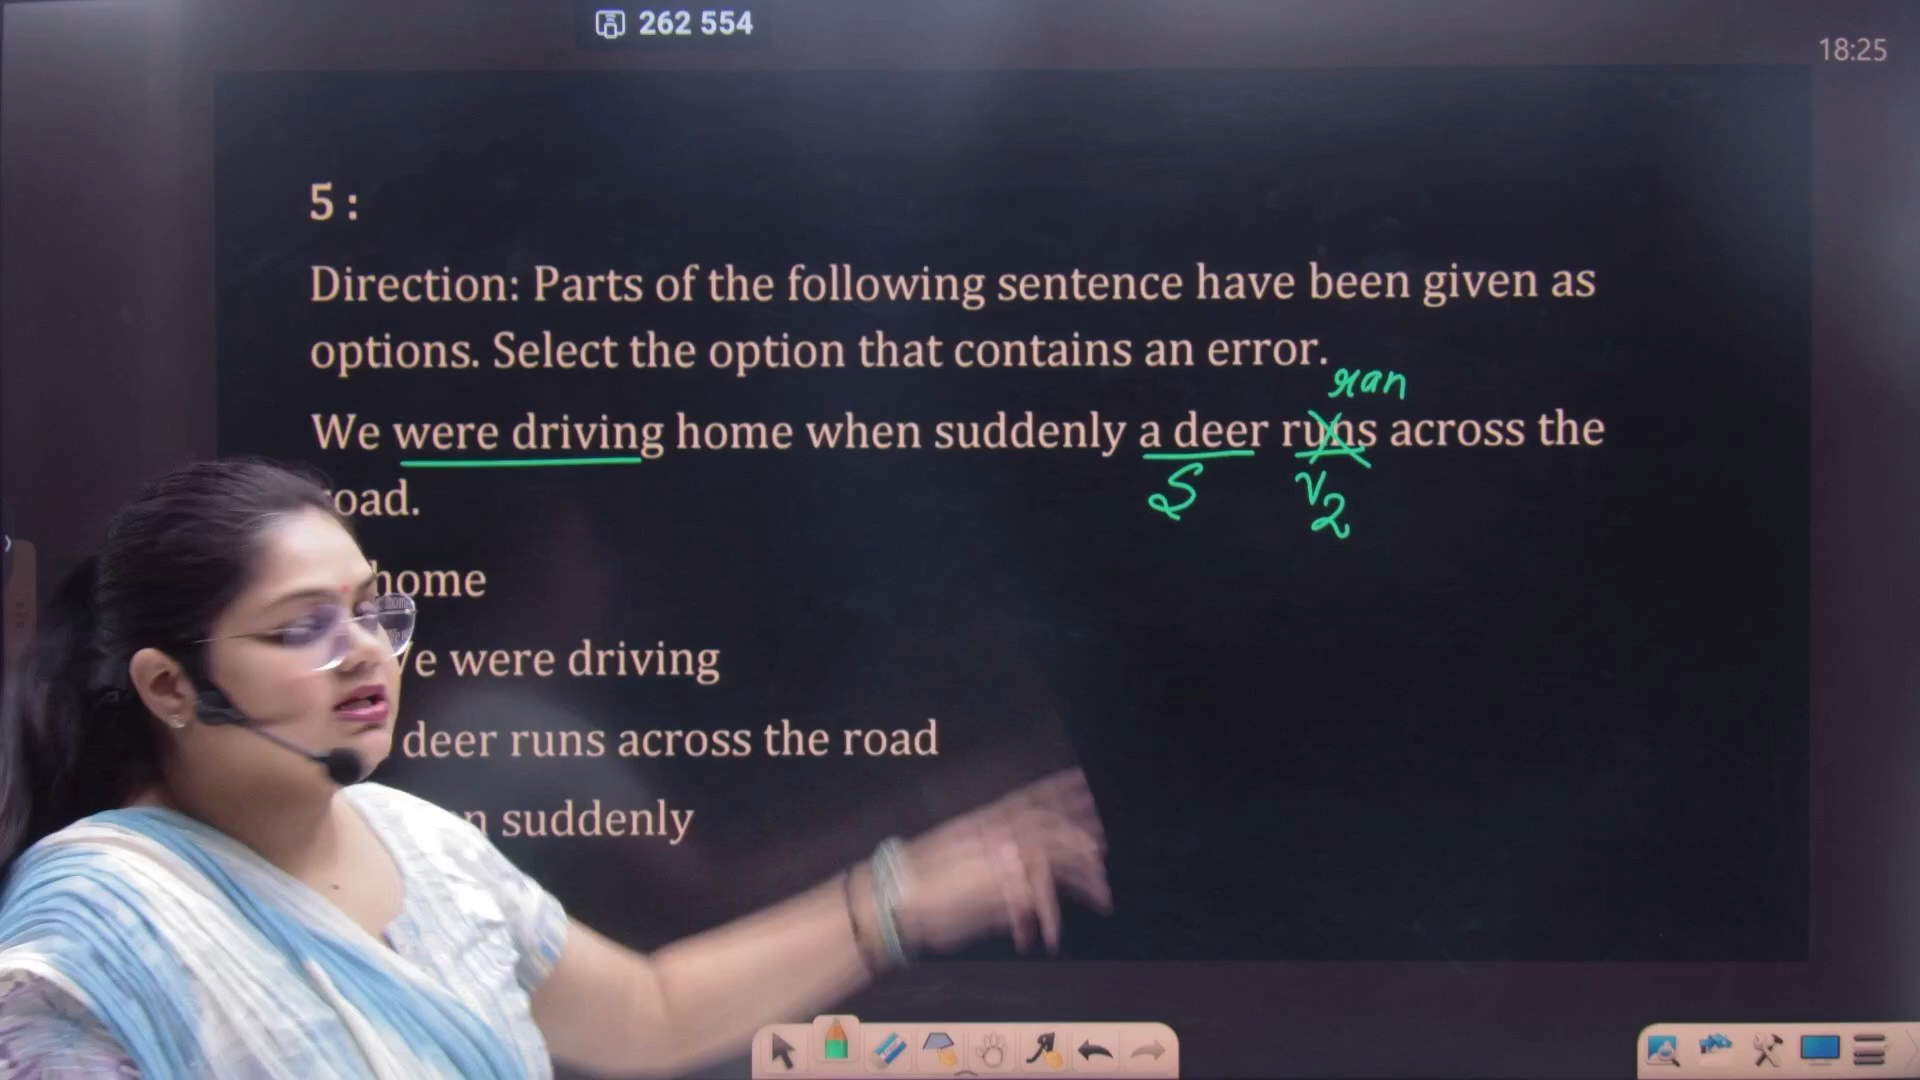 262 554
18:25
5 :
Direction: Parts of the following sentence have been given as
options. Select the option that contains an error.
ran
We were driving home when suddenly a deer runs across the
road.
S V2
home
We were driving
deer runs across the road
suddenly